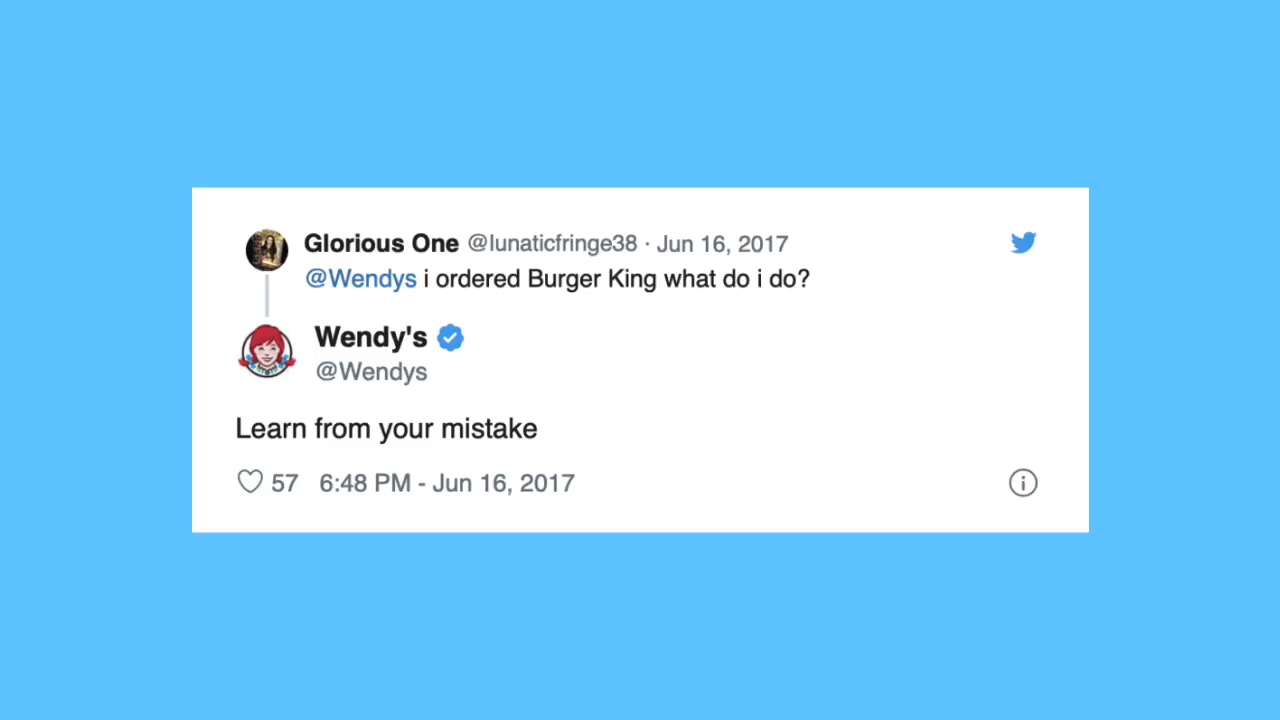 Glorious One @lunaticfringe38 · Jun 16, 2017
@Wendys i ordered Burger King what do i do?
Wendy's
@Wendys
Learn from your mistake
57 6:48 PM - Jun 16, 2017